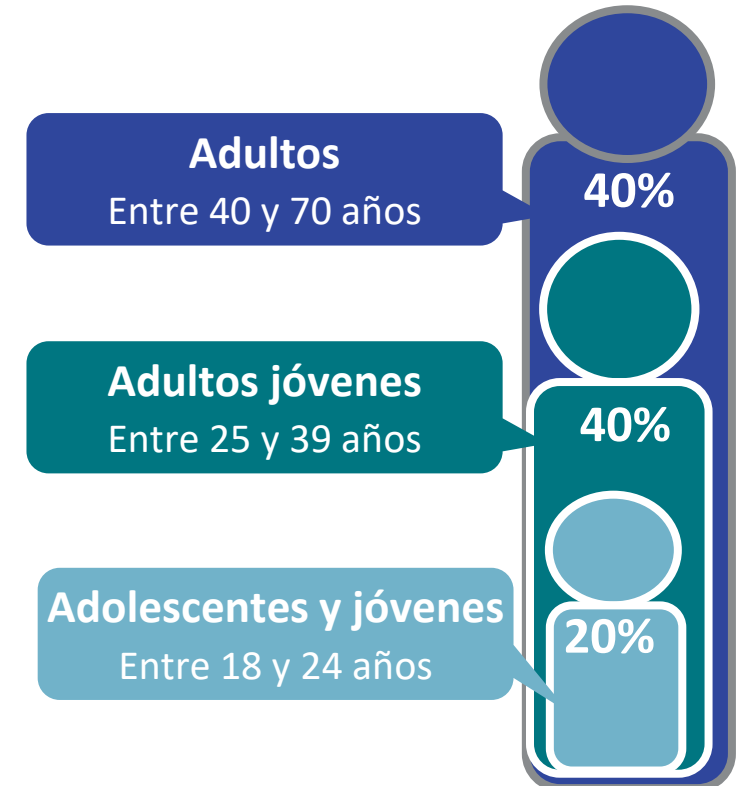 Adultos
Entre 40 y 70 años
40%
Adultos jóvenes
Entre 25 y 39 años
40%
Adolescentes y jóvenes
Entre 18 y 24 años
20%